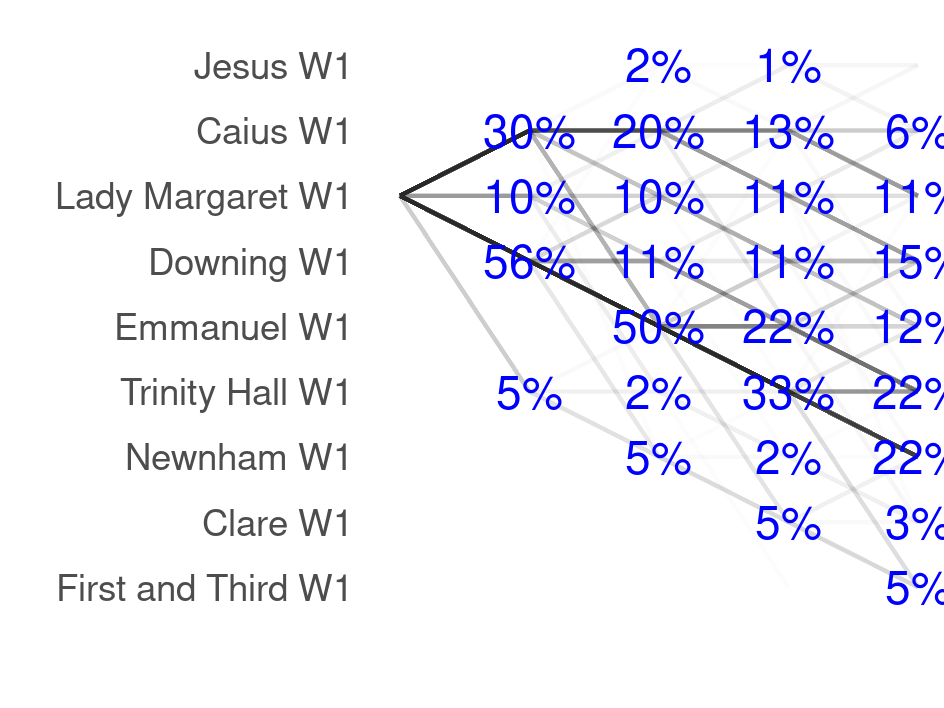 Jesus W1 2% 1%
Caius W1 30% 20% 13% 6%
Lady Margaret W1 10% 10% 11% 11%
Downing W1 56% 11% 11% 15%
Emmanuel W1 50% 22% 12%
Trinity Hall W1 5% 2% 33% 22%
Newnham W1 5% 2% 22%
Clare W1 5% 3%
First and Third W1 5%